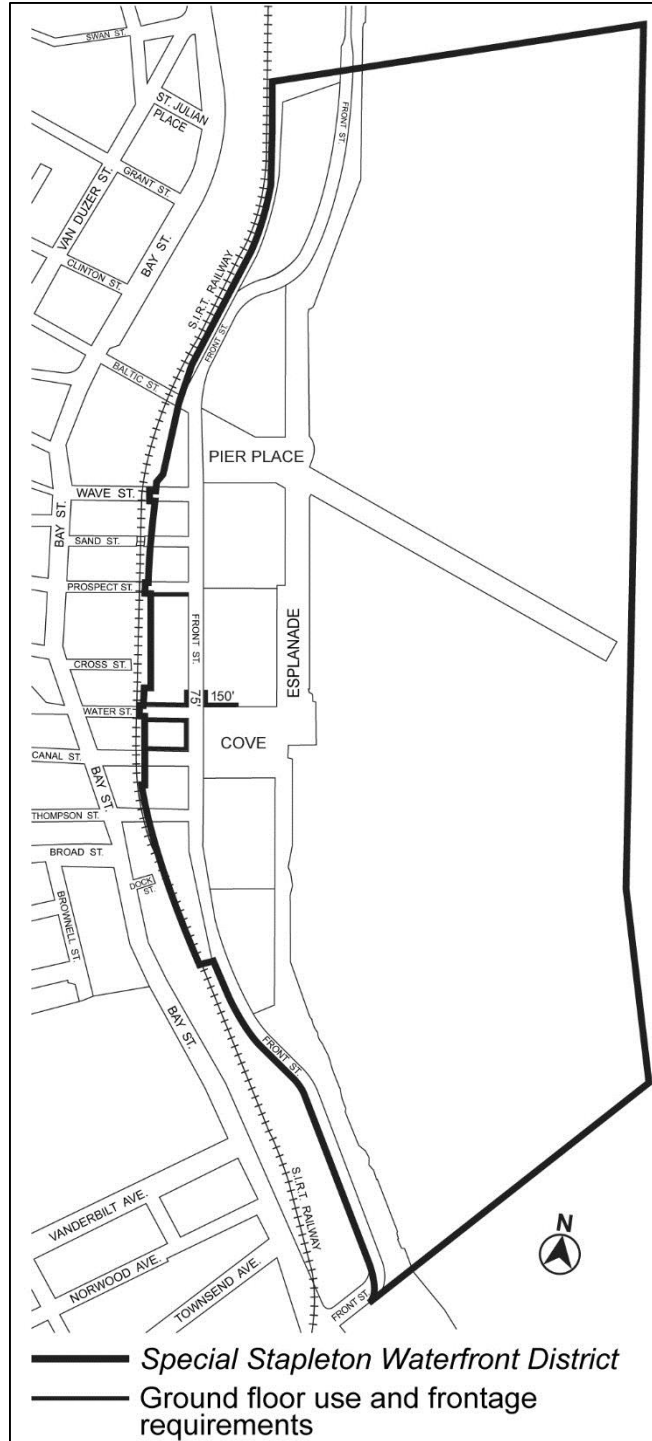 SWAN ST.
ST. JULIAN
PLACE
FRONT ST.
GRANT ST.
VAN DUZER ST.
BAY ST.
CLINTON ST.
S.I.R.T. RAILWAY
FRONT ST.
BALTIC ST.
PIER PLACE
WAVE ST.
BAY ST.
SAND ST.
PROSPECT ST.
FRONT ST.
ESPLANADE
CROSS ST.
75'
150'
WATER ST.
COVE
CANAL ST.
BAY ST.
THOMPSON ST.
BROAD ST.
DOCK
ST.
BROWNELL ST.
BAY ST.
FRONT ST.
S.I.R.T. RAILWAY
VANDERBILT AVE.
N
NORWOOD AVE.
TOWNSEND AVE.
FRONT ST.
Special Stapleton Waterfront District
Ground floor use and frontage
requirements